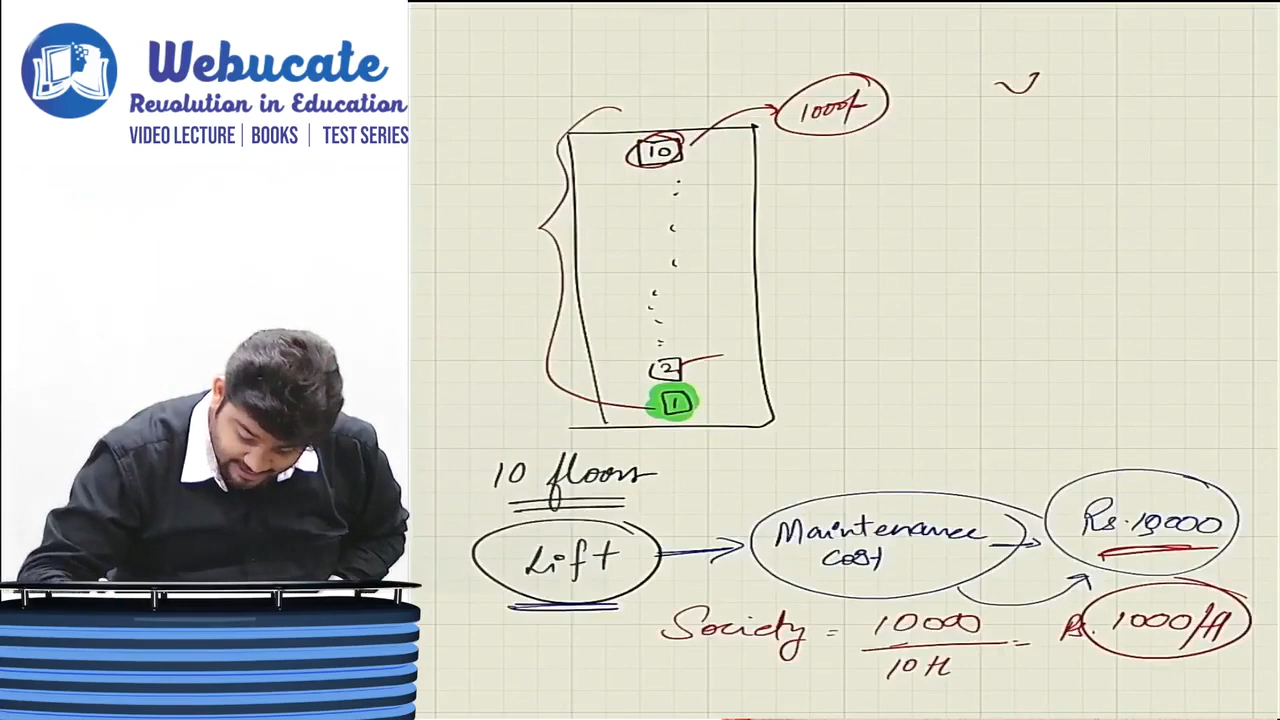 Webucate
Revolution in Education
VIDEO LECTURE | BOOKS | TEST SERIES
1000/-
10
2
1
10 floors
Lift
Maintenance
cost
Rs. 10000
Society = 10000 / 10 H = Rs. 1000/H